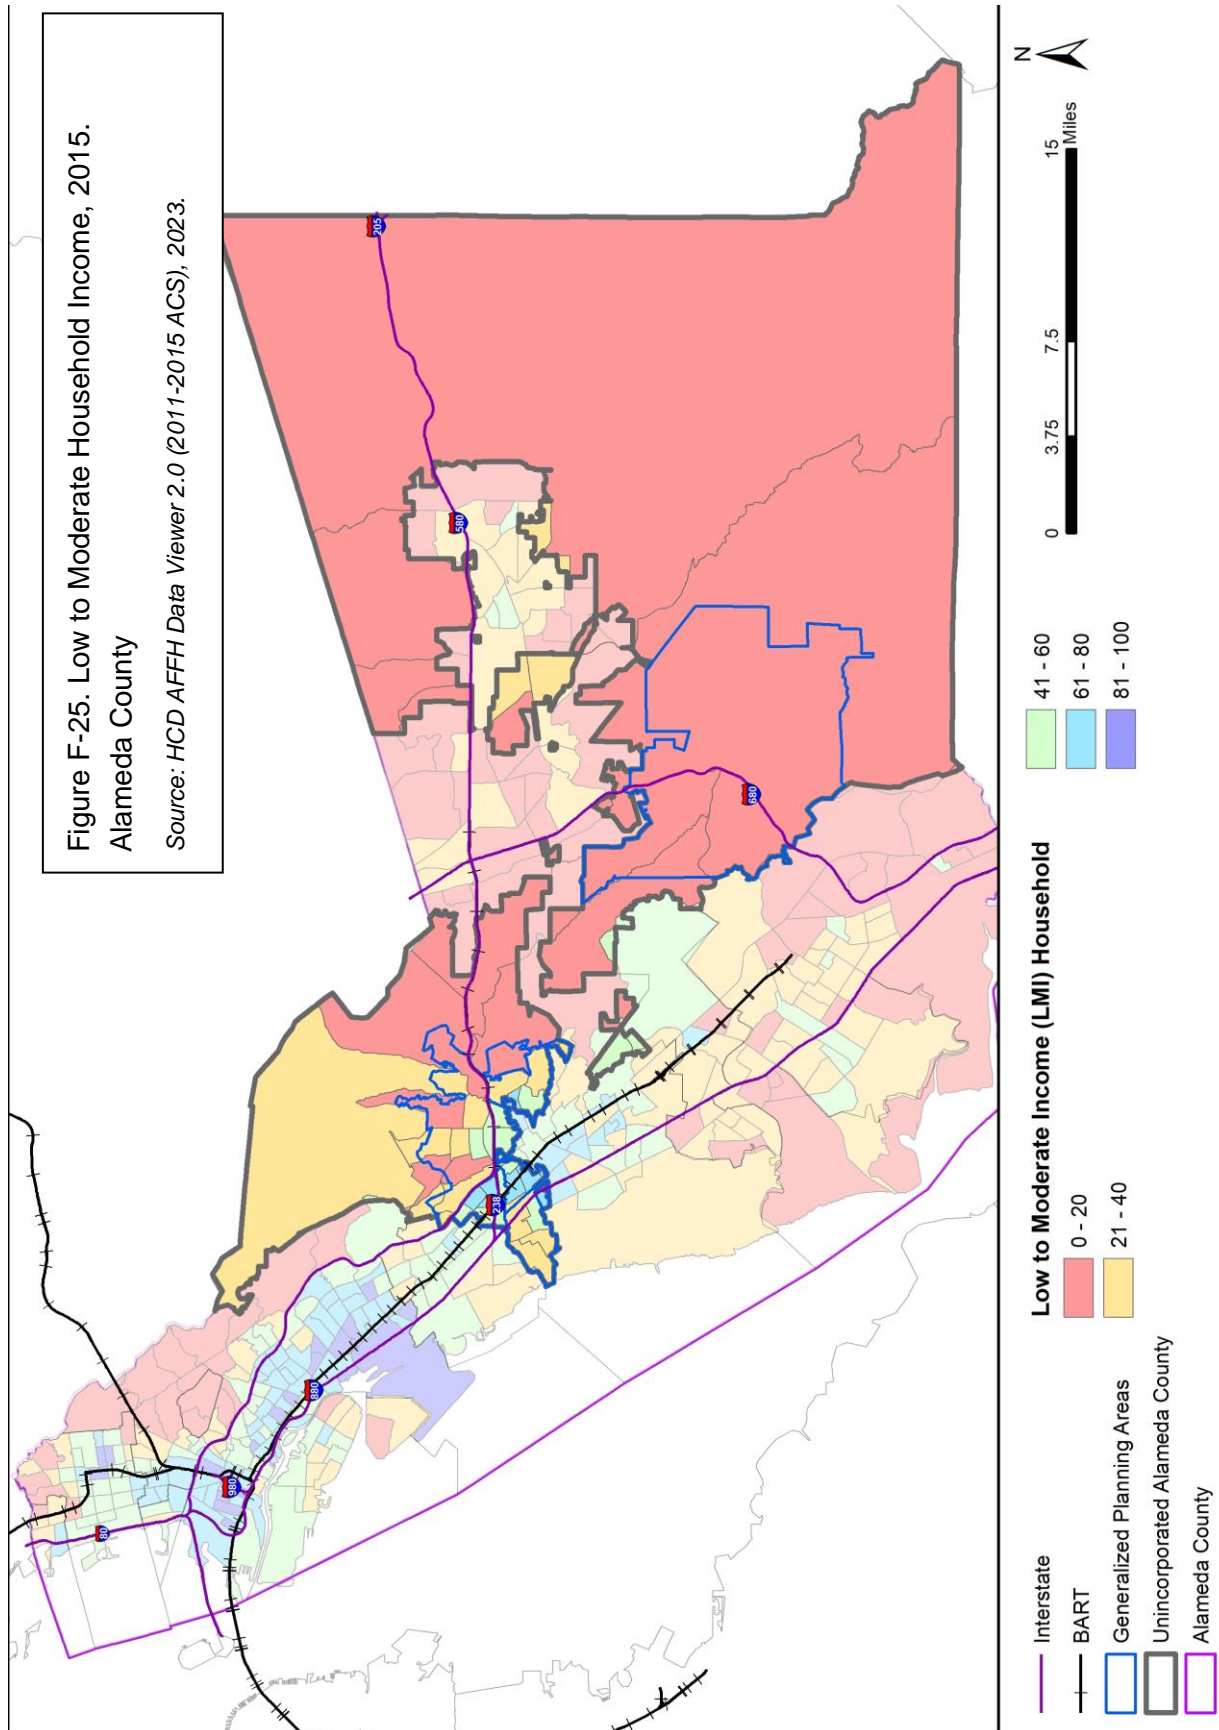 Figure F-25. Low to Moderate Household Income, 2015.
Alameda County
Source: HCD AFFH Data Viewer 2.0 (2011-2015 ACS), 2023.
80
980
880
238
580
205
680
Interstate
BART
Generalized Planning Areas
Unincorporated Alameda County
Alameda County
Low to Moderate Income (LMI) Household
0 - 20
21 - 40
41 - 60
61 - 80
81 - 100
0 3.75 7.5 15
Miles
N